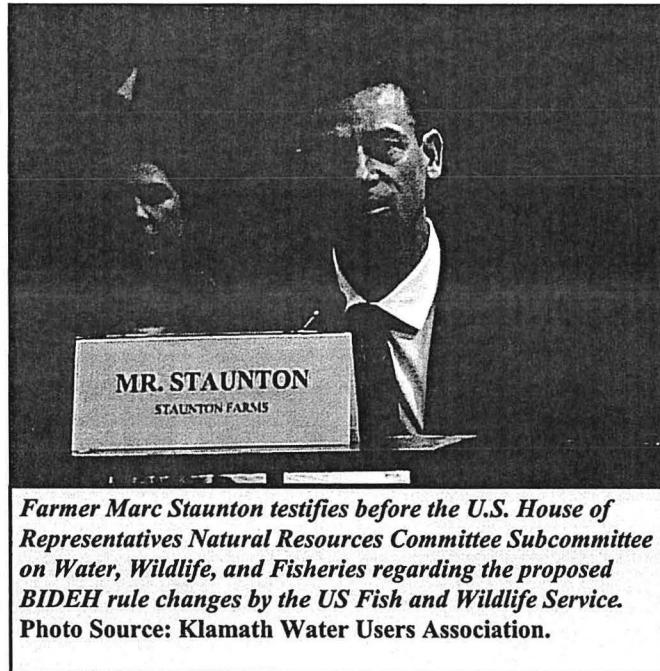 MR. STAUNTON
STAUNTON FARMS
Farmer Marc Staunton testifies before the U.S. House of
Representatives Natural Resources Committee Subcommittee
on Water, Wildlife, and Fisheries regarding the proposed
BIDEH rule changes by the US Fish and Wildlife Service.
Photo Source: Klamath Water Users Association.